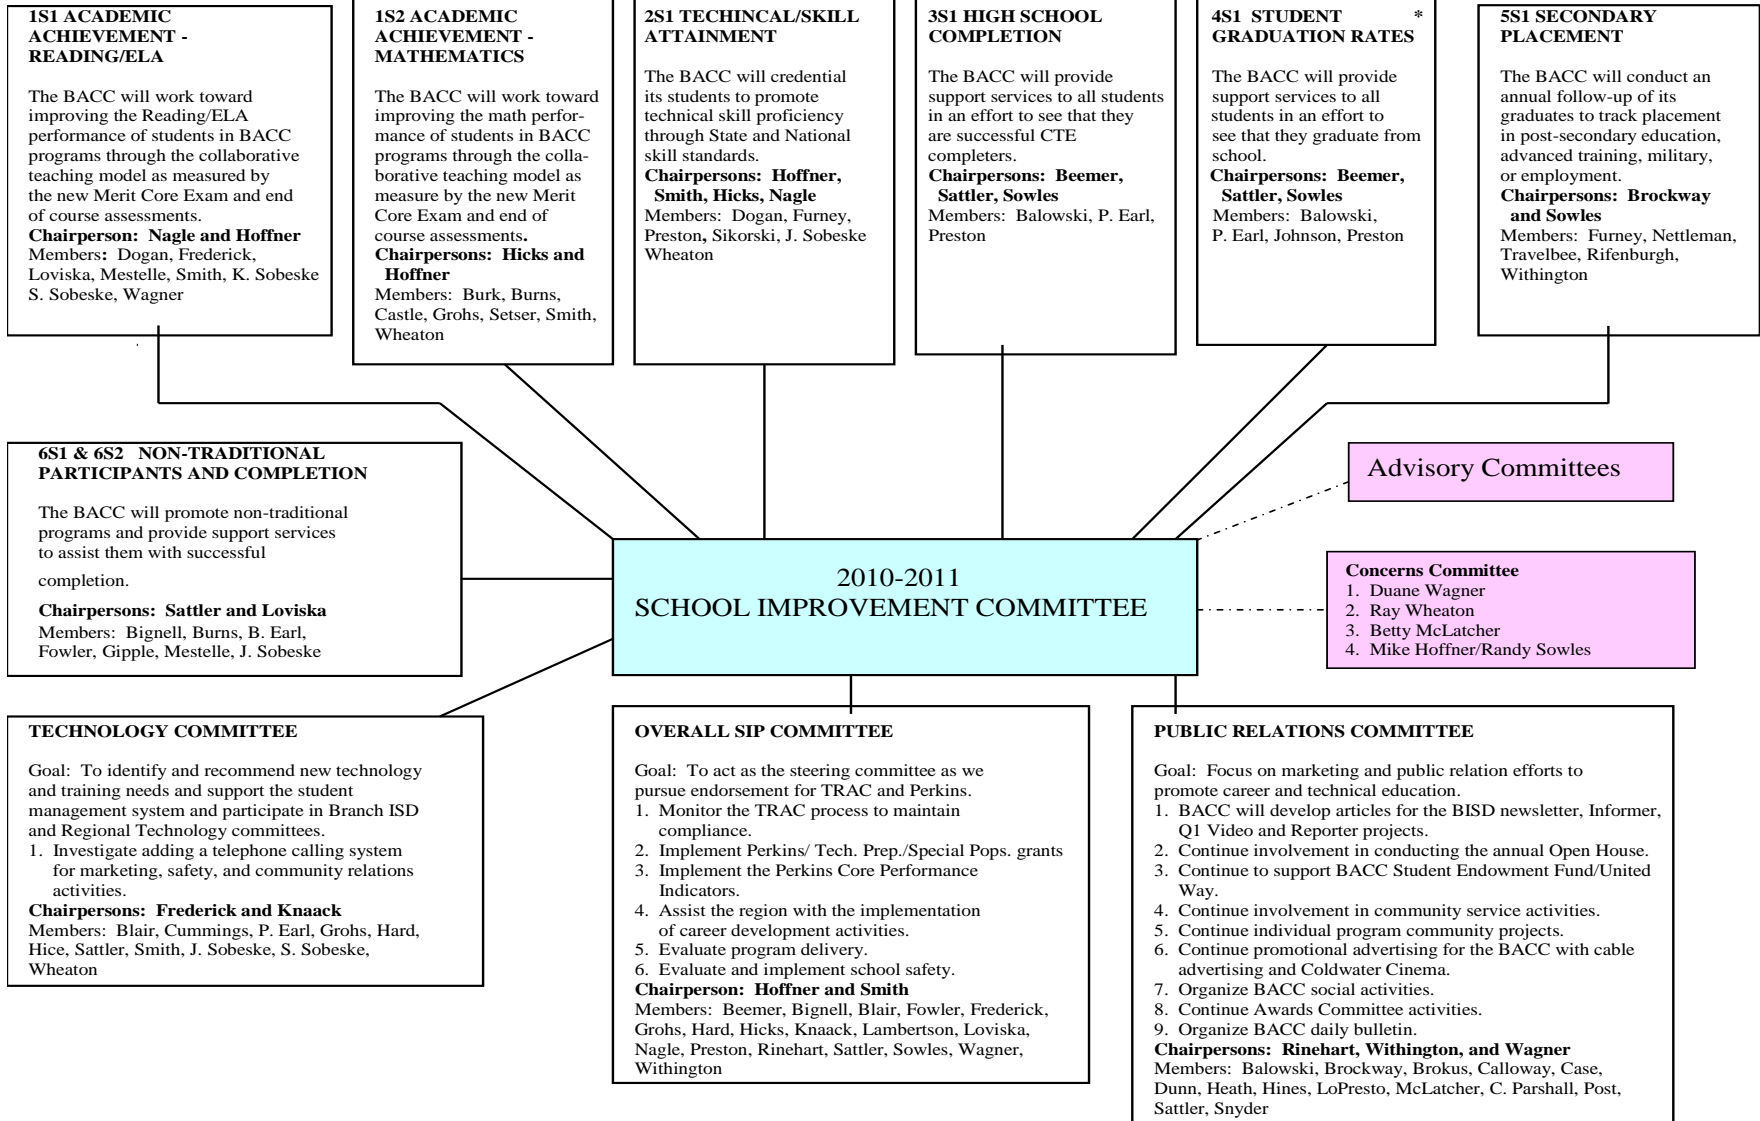 1S1 ACADEMIC
ACHIEVEMENT -
READING/ELA
The BACC will work toward
improving the Reading/ELA
performance of students in BACC
programs through the collaborative
teaching model as measured by
the new Merit Core Exam and end
of course assessments.
Chairperson: Nagle and Hoffner
Members: Dogan, Frederick,
Loviska, Mestelle, Smith, K. Sobeske
S. Sobeske, Wagner
1S2 ACADEMIC
ACHIEVEMENT -
MATHEMATICS
The BACC will work toward
improving the math perfor-
mance of students in BACC
programs through the colla-
borative teaching model as
measure by the new Merit
Core Exam and end of
course assessments.
Chairpersons: Hicks and
Hoffner
Members: Burk, Burns,
Castle, Grohs, Setser, Smith,
Wheaton
2S1 TECHINCAL/SKILL
ATTAINMENT
The BACC will credential
its students to promote
technical skill proficiency
through State and National
skill standards.
Chairpersons: Hoffner,
Smith, Hicks, Nagle
Members: Dogan, Furney,
Preston, Sikorski, J. Sobeske
Wheaton
3S1 HIGH SCHOOL
COMPLETION
The BACC will provide
support services to all students
in an effort to see that they
are successful CTE
completers.
Chairpersons: Beemer,
Sattler, Sowles
Members: Balowski, P. Earl,
Preston
4S1 STUDENT *
GRADUATION RATES
The BACC will provide
support services to all
students in an effort to
see that they graduate from
school.
Chairpersons: Beemer,
Sattler, Sowles
Members: Balowski,
P. Earl, Johnson, Preston
5S1 SECONDARY
PLACEMENT
The BACC will conduct an
annual follow-up of its
graduates to track placement
in post-secondary education,
advanced training, military,
or employment.
Chairpersons: Brockway
and Sowles
Members: Furney, Nettleman,
Travelbee, Rifenburgh,
Withington
6S1 & 6S2 NON-TRADITIONAL
PARTICIPANTS AND COMPLETION
The BACC will promote non-traditional
programs and provide support services
to assist them with successful
completion.
Chairpersons: Sattler and Loviska
Members: Bignell, Burns, B. Earl,
Fowler, Gipple, Mestelle, J. Sobeske
2010-2011
SCHOOL IMPROVEMENT COMMITTEE
Advisory Committees
Concerns Committee
1. Duane Wagner
2. Ray Wheaton
3. Betty McLatcher
4. Mike Hoffner/Randy Sowles
TECHNOLOGY COMMITTEE
Goal: To identify and recommend new technology
and training needs and support the student
management system and participate in Branch ISD
and Regional Technology committees.
1. Investigate adding a telephone calling system
for marketing, safety, and community relations
activities.
Chairpersons: Frederick and Knaack
Members: Blair, Cummings, P. Earl, Grohs, Hard,
Hice, Sattler, Smith, J. Sobeske, S. Sobeske,
Wheaton
OVERALL SIP COMMITTEE
Goal: To act as the steering committee as we
pursue endorsement for TRAC and Perkins.
1. Monitor the TRAC process to maintain
compliance.
2. Implement Perkins/ Tech. Prep./Special Pops. grants
3. Implement the Perkins Core Performance
Indicators.
4. Assist the region with the implementation
of career development activities.
5. Evaluate program delivery.
6. Evaluate and implement school safety.
Chairperson: Hoffner and Smith
Members: Beemer, Bignell, Blair, Fowler, Frederick,
Grohs, Hard, Hicks, Knaack, Lambertson, Loviska,
Nagle, Preston, Rinehart, Sattler, Sowles, Wagner,
Withington
PUBLIC RELATIONS COMMITTEE
Goal: Focus on marketing and public relation efforts to
promote career and technical education.
1. BACC will develop articles for the BISD newsletter, Informer,
Q1 Video and Reporter projects.
2. Continue involvement in conducting the annual Open House.
3. Continue to support BACC Student Endowment Fund/United
Way.
4. Continue involvement in community service activities.
5. Continue individual program community projects.
6. Continue promotional advertising for the BACC with cable
advertising and Coldwater Cinema.
7. Organize BACC social activities.
8. Continue Awards Committee activities.
9. Organize BACC daily bulletin.
Chairpersons: Rinehart, Withington, and Wagner
Members: Balowski, Brockway, Brokus, Calloway, Case,
Dunn, Heath, Hines, LoPresto, McLatcher, C. Parshall, Post,
Sattler, Snyder